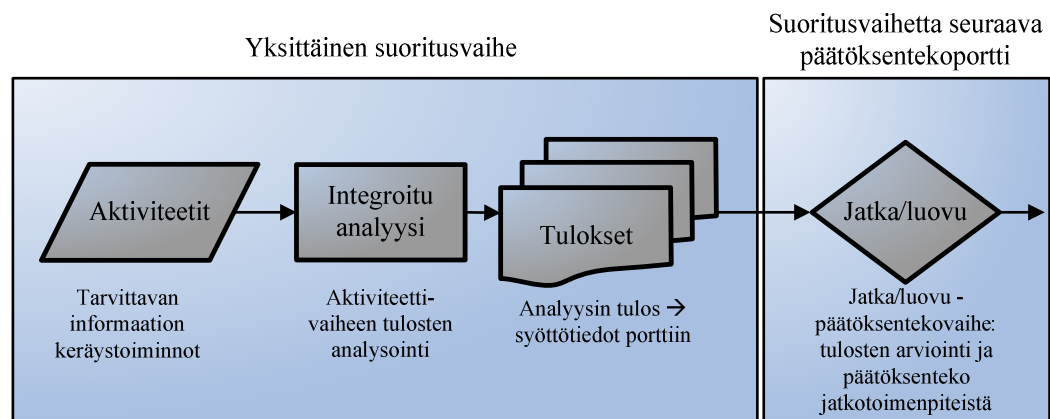 Yksittäinen suoritusvaihe
Suoritusvaihetta seuraava
päätöksentekoportti
Aktiviteetit
Integroitu
analyysi
Tulokset
Jatka/luovu
Tarvittavan
informaation
keräystoiminnot
Aktiviteetti-
vaiheen tulosten
analysointi
Analyysin tulos →
syöttötiedot porttiin
Jatka/luovu -
päätöksentekovaihe:
tulosten arviointi ja
päätöksenteko
jatkotoimenpiteistä